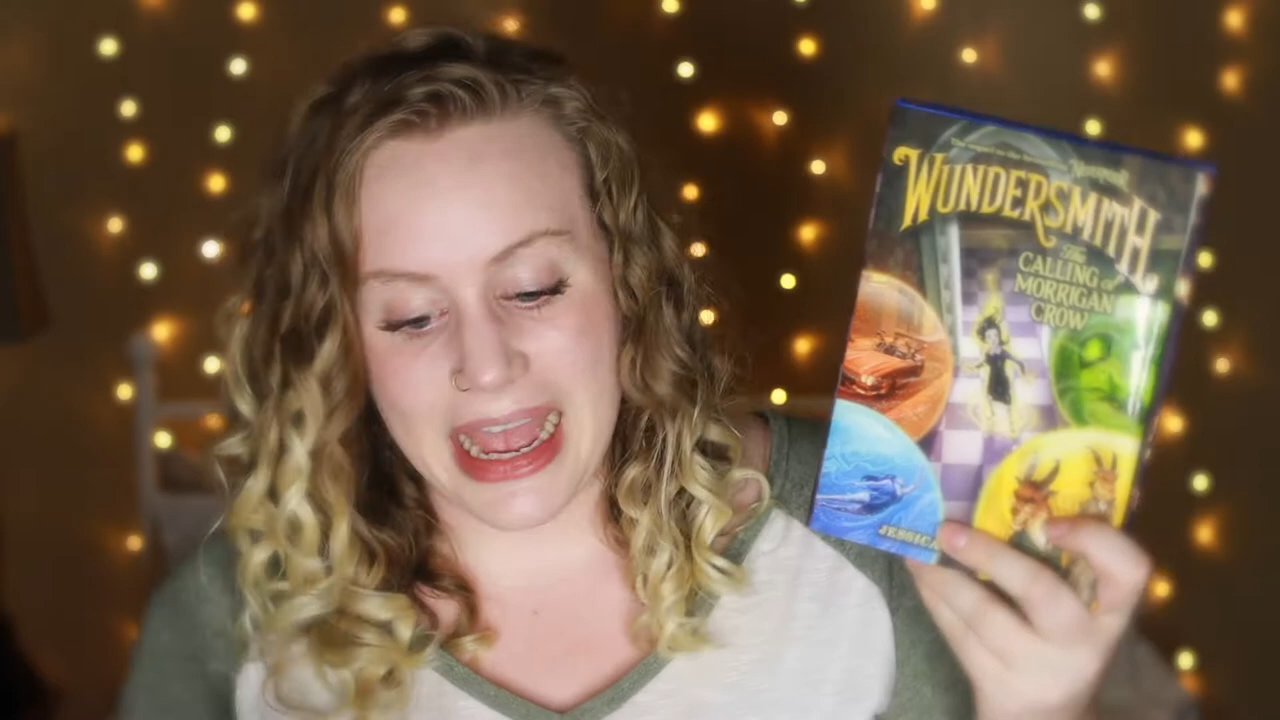 WUNDERSMITH
The
CALLING of
MORRIGAN
CROW
JESSICA